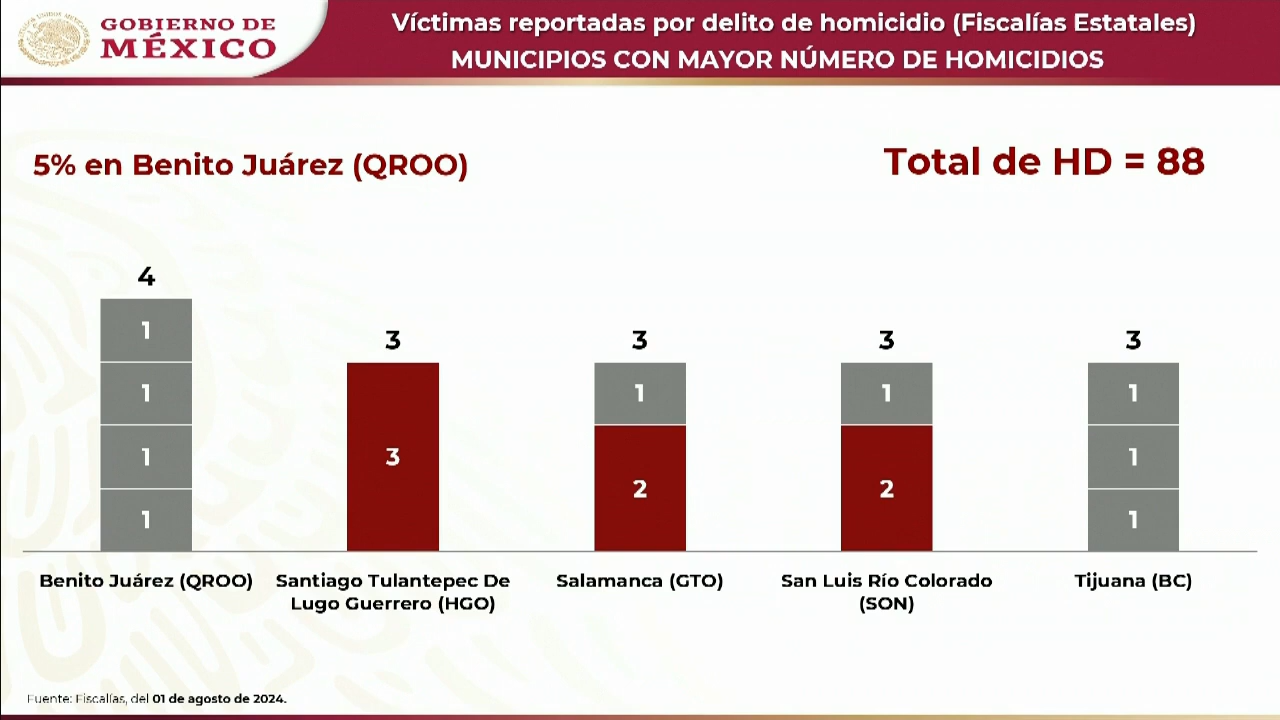 GOBIERNO DE
MÉXICO
Víctimas reportadas por delito de homicidio (Fiscalías Estatales)
MUNICIPIOS CON MAYOR NÚMERO DE HOMICIDIOS
5% en Benito Juárez (QROO)
Total de HD = 88
4
1
1
1
1
3
3
3
1
2
3
1
2
3
1
1
1
Benito Juárez (QROO)
Santiago Tulantepec De
Lugo Guerrero (HGO)
Salamanca (GTO)
San Luis Río Colorado
(SON)
Tijuana (BC)
Fuente: Fiscalías, del 01 de agosto de 2024.